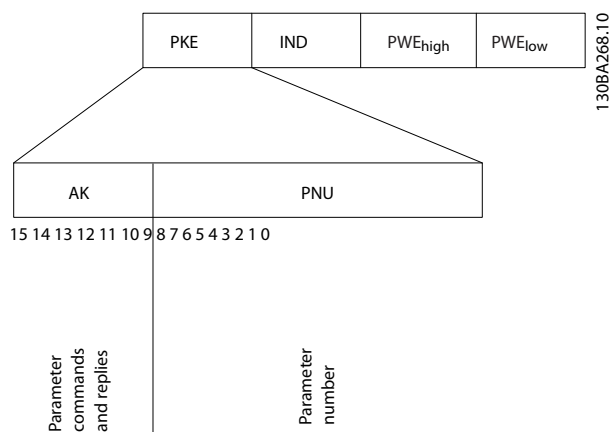 PKE IND PWEhigh PWElow
130BA268.10
AK PNU
15 14 13 12 11 10 9 8 7 6 5 4 3 2 1 0
Parameter
commands
and replies
Parameter
number